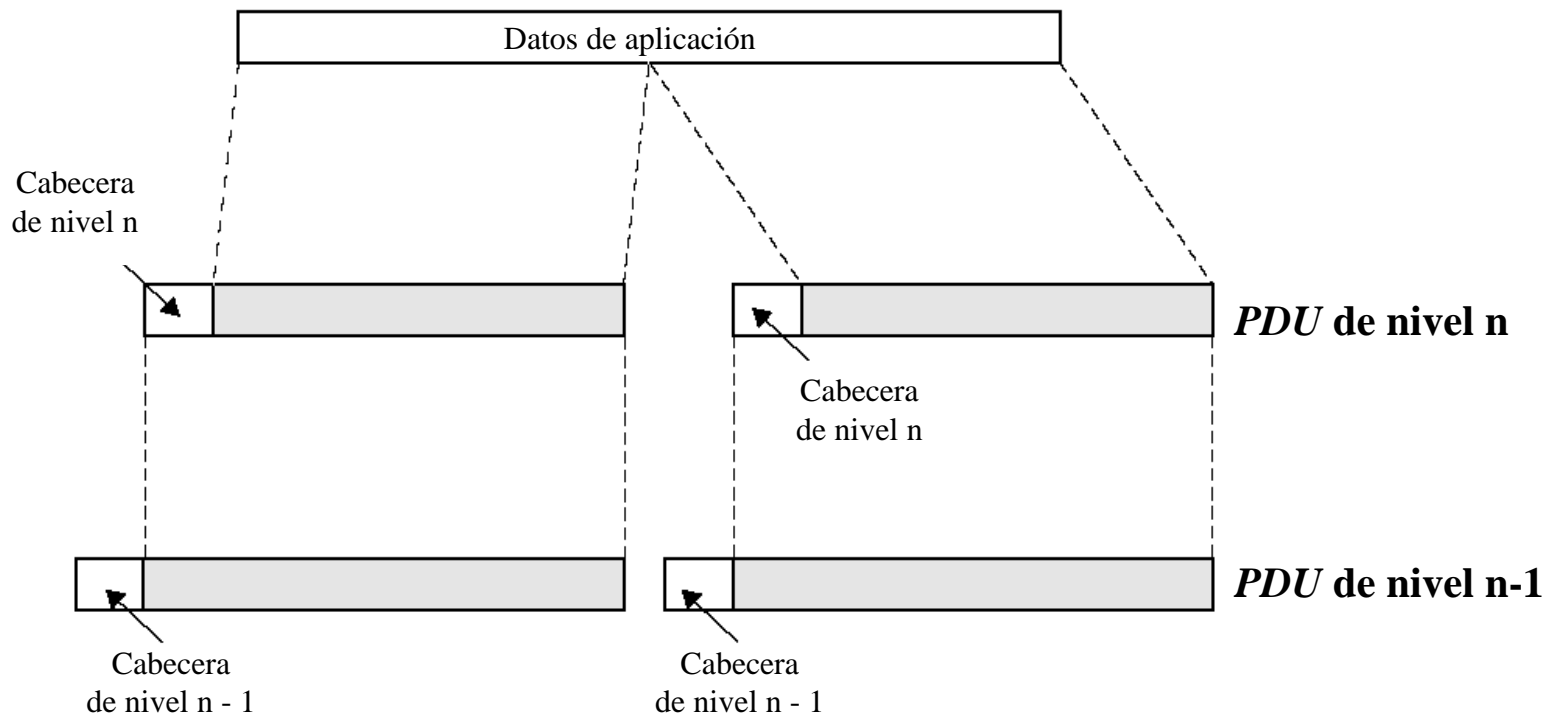 Datos de aplicación
Cabecera
de nivel n
PDU de nivel n
Cabecera
de nivel n
PDU de nivel n-1
Cabecera
de nivel n - 1
Cabecera
de nivel n - 1